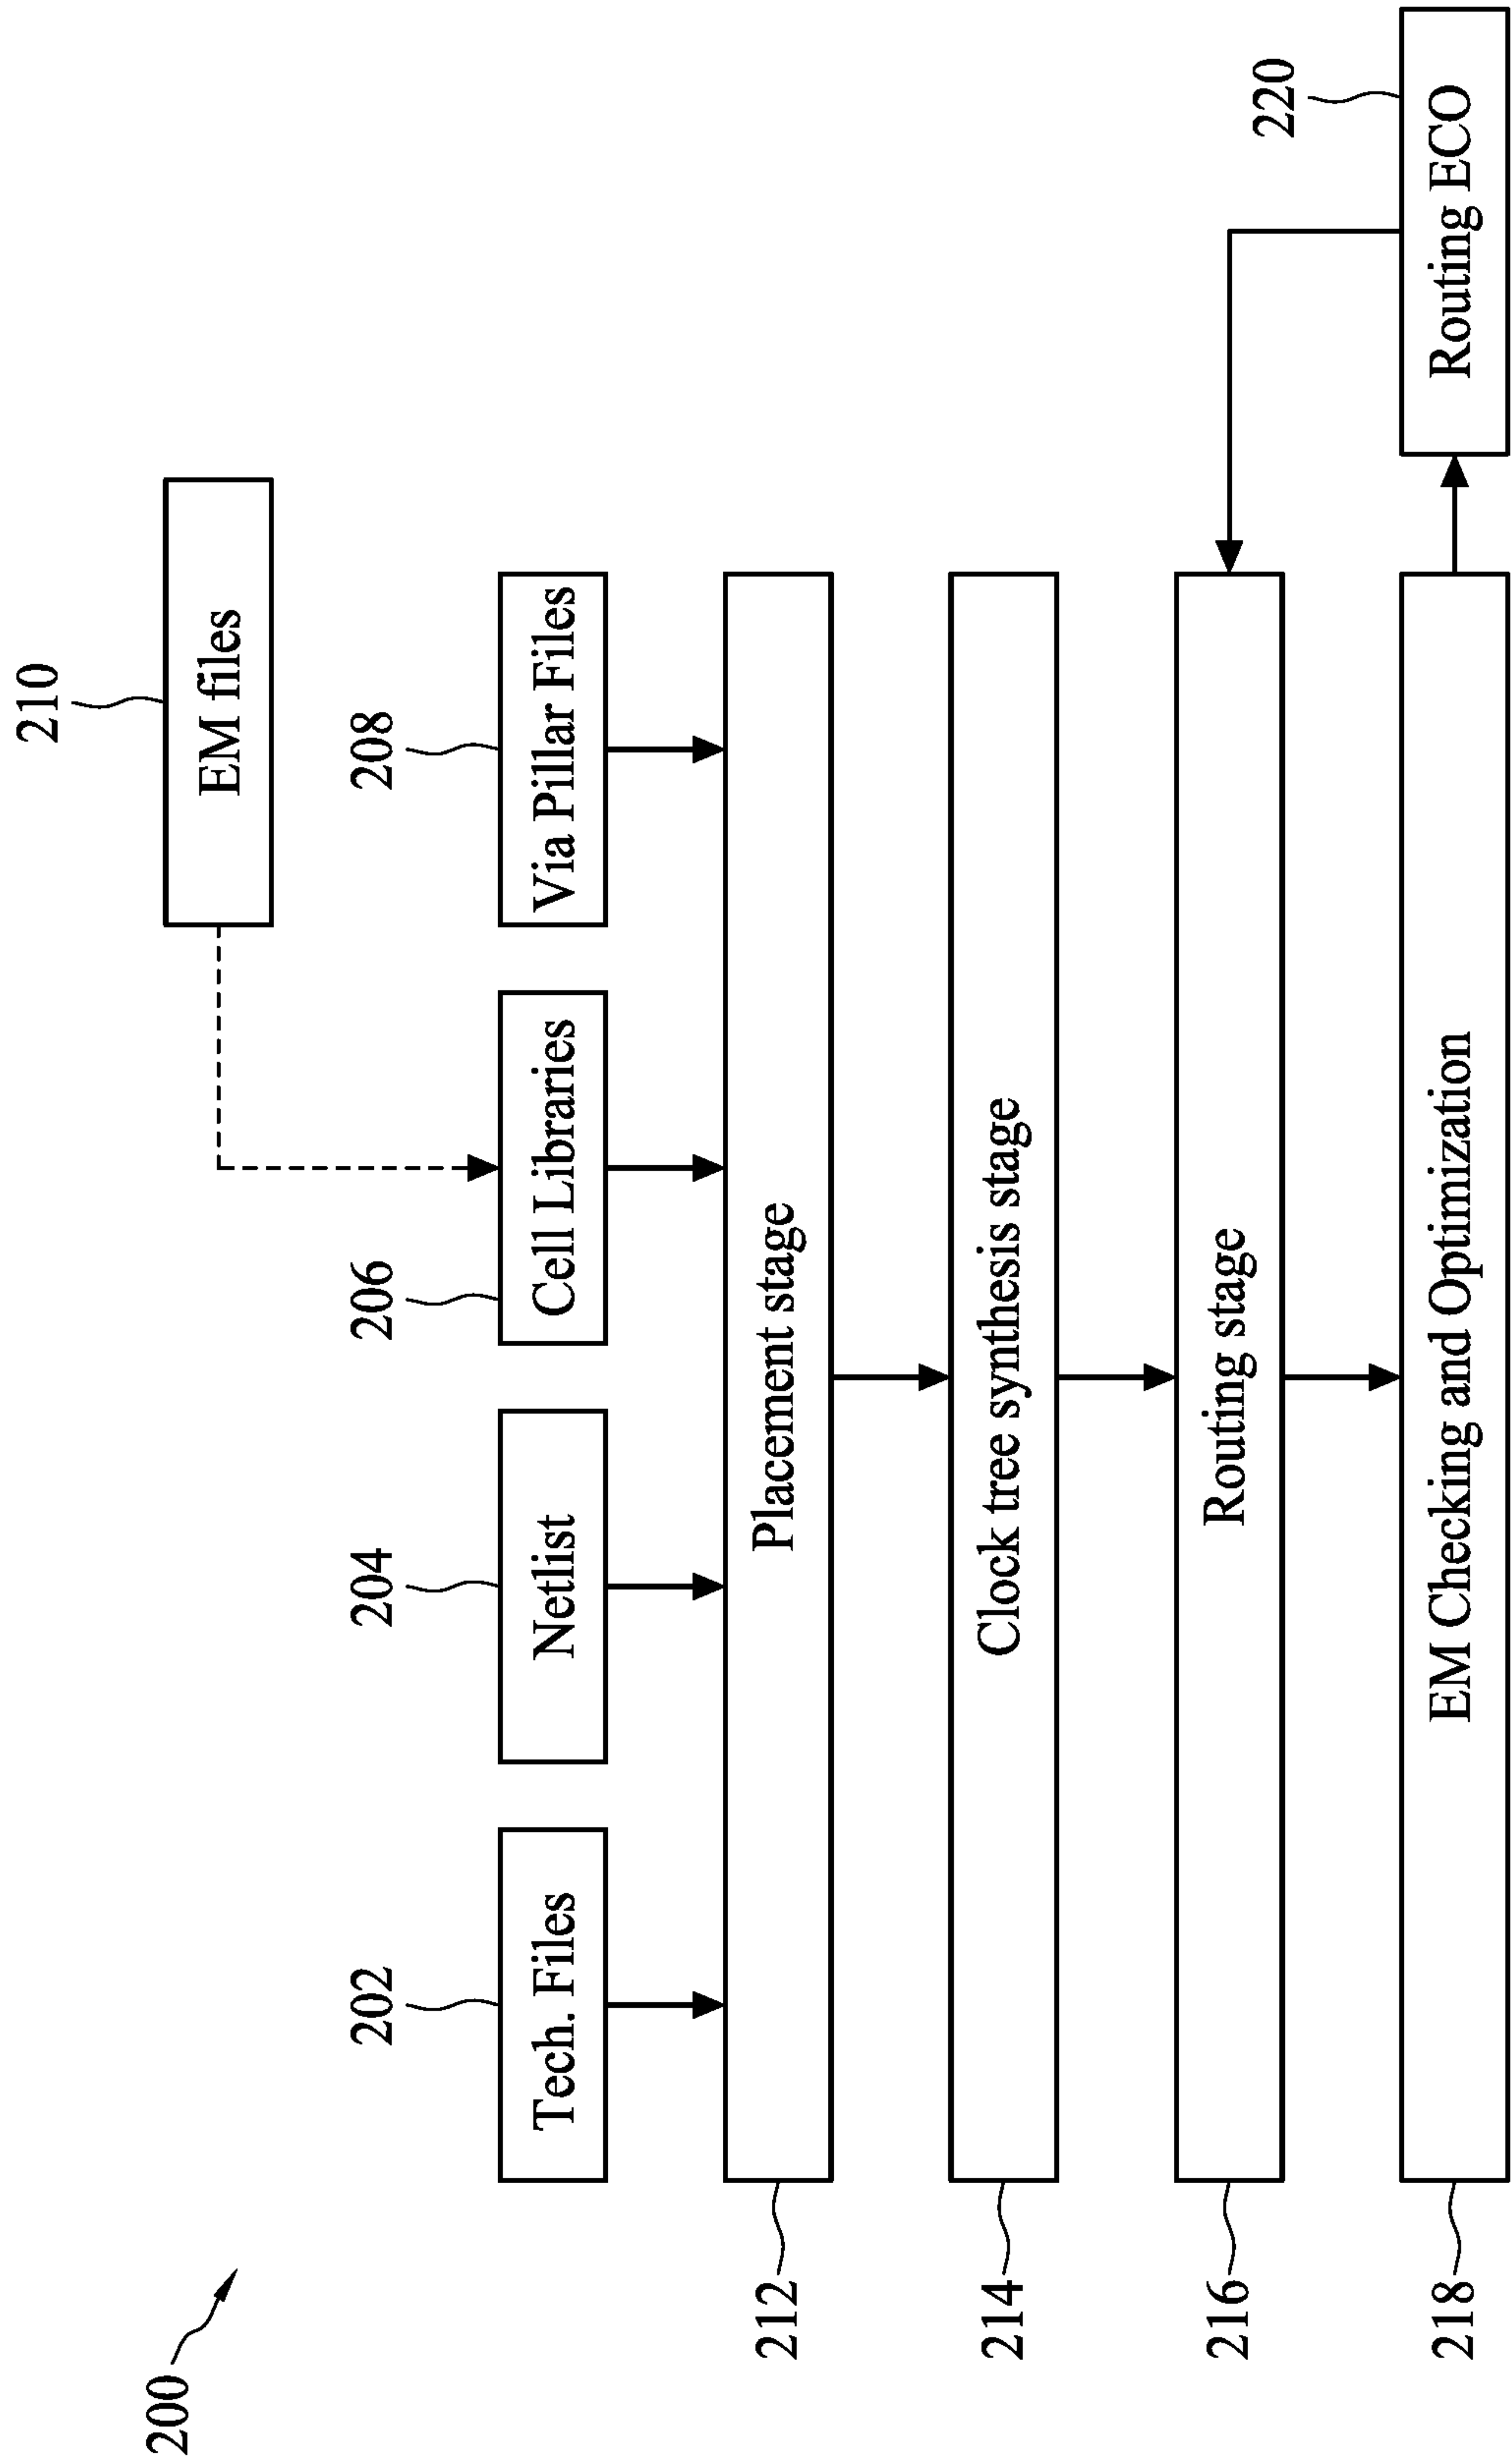 200
210
EM files
202
204
206
208
Tech. Files
Netlist
Cell Libraries
Via Pillar Files
212
Placement stage
214
Clock tree synthesis stage
216
Routing stage
220
218
EM Checking and Optimization
Routing ECO